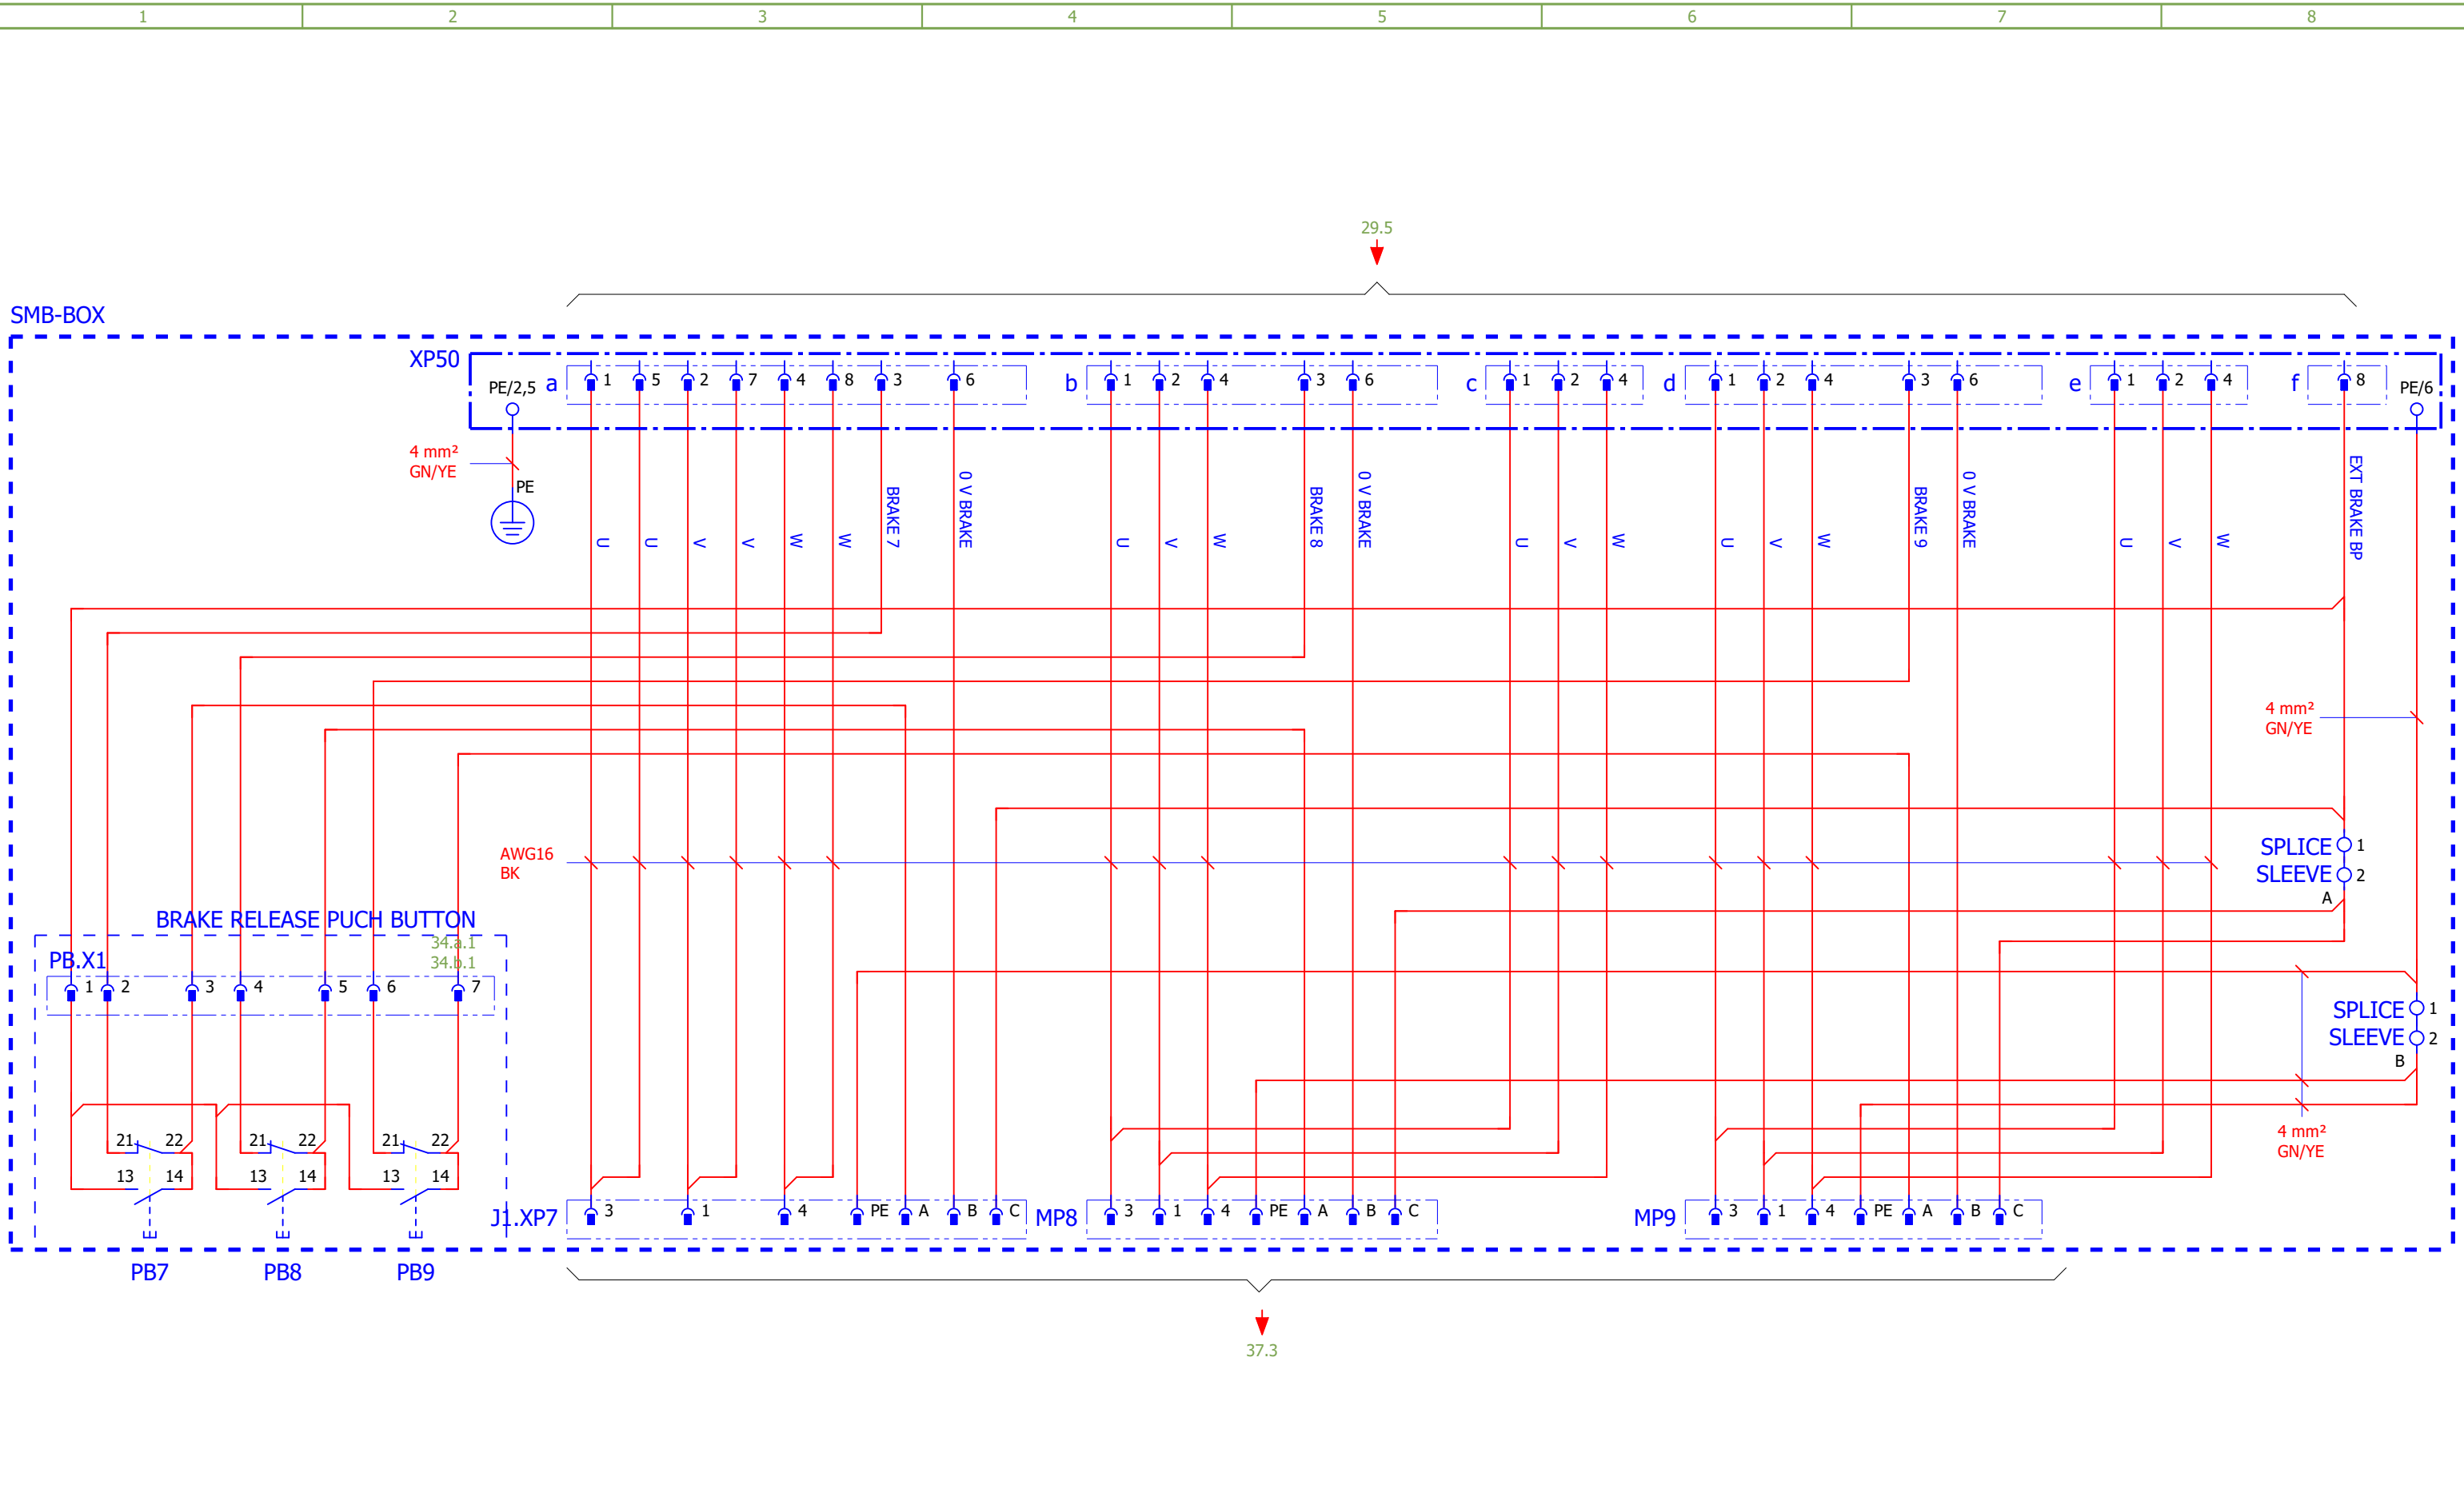 1 2 3 4 5 6 7 8
29.5
SMB-BOX
XP50
PE/2,5 a 1 5 2 7 4 8 3 6 b 1 2 4 3 6 c 1 2 4 d 1 2 4 3 6 e 1 2 4 f 8 PE/6
4 mm²
GN/YE
PE
U U V V W W BRAKE 7 0 V BRAKE U V W BRAKE 8 0 V BRAKE U V W U V W BRAKE 9 0 V BRAKE U V W EXT BRAKE BP
4 mm²
GN/YE
AWG16
BK
SPLICE 1
SLEEVE 2
A
BRAKE RELEASE PUCH BUTTON
34.a.1
34.b.1
PB.X1
1 2 3 4 5 6 7
SPLICE 1
SLEEVE 2
B
4 mm²
GN/YE
21 22 21 22 21 22
13 14 13 14 13 14
J1.XP7 3 1 4 PE A B C MP8 3 1 4 PE A B C MP9 3 1 4 PE A B C
PB7 PB8 PB9
37.3